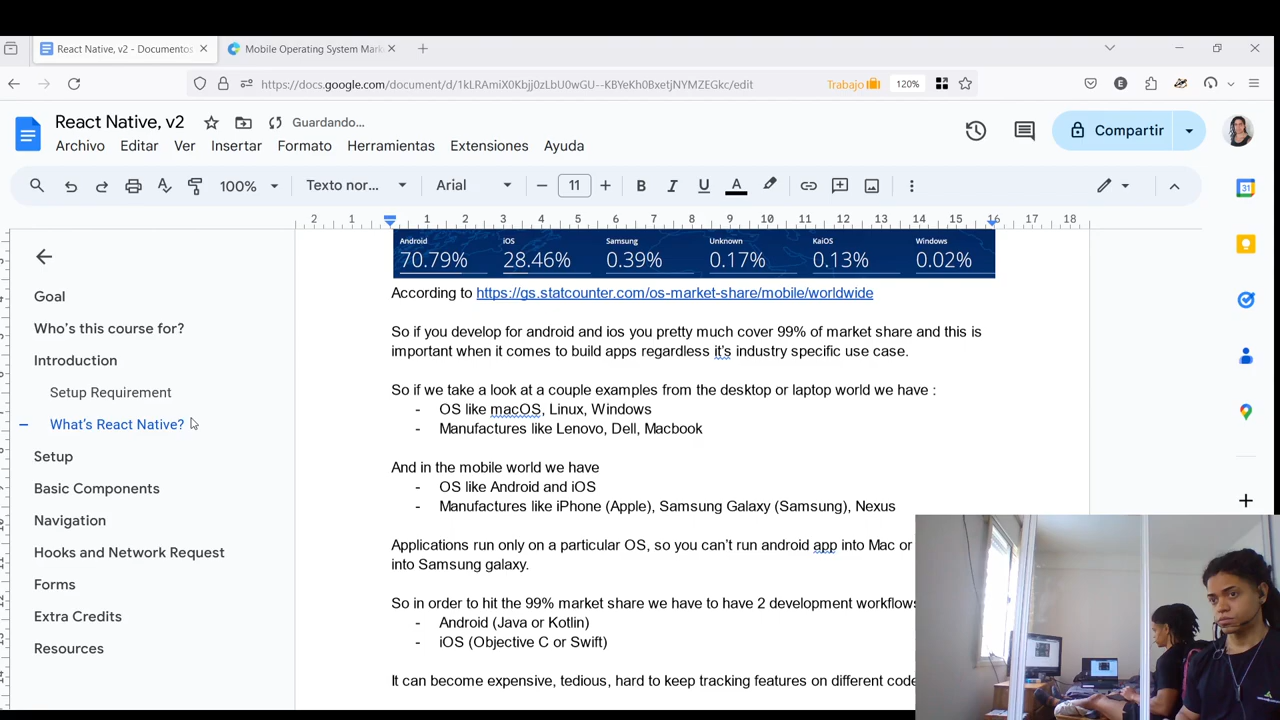 React Native, v2 - Documentos
Mobile Operating System Mark
https://docs.google.com/document/d/1kLRAmiX0Kbjj0zLbU0wGU--KBYeKh0BxetjNYMZEGkc/edit
Trabajo
120%
E
React Native, v2
Guardando...
Archivo Editar Ver Insertar Formato Herramientas Extensiones Ayuda
Compartir
100% Texto nor... Arial 11 B I U A
31
2 1 1 2 3 4 5 6 7 8 9 10 11 12 13 14 15 16 17 18
Goal
Who's this course for?
Introduction
Setup Requirement
What's React Native?
Setup
Basic Components
Navigation
Hooks and Network Request
Forms
Extra Credits
Resources
Android iOS Samsung Unknown KaiOS Windows
70.79% 28.46% 0.39% 0.17% 0.13% 0.02%
According to https://gs.statcounter.com/os-market-share/mobile/worldwide
So if you develop for android and ios you pretty much cover 99% of market share and this is
important when it comes to build apps regardless it's industry specific use case.
So if we take a look at a couple examples from the desktop or laptop world we have :
- OS like macOS, Linux, Windows
- Manufactures like Lenovo, Dell, Macbook
And in the mobile world we have
- OS like Android and iOS
- Manufactures like iPhone (Apple), Samsung Galaxy (Samsung), Nexus
Applications run only on a particular OS, so you can't run android app into Mac or
into Samsung galaxy.
So in order to hit the 99% market share we have to have 2 development workflows
- Android (Java or Kotlin)
- iOS (Objective C or Swift)
It can become expensive, tedious, hard to keep tracking features on different code